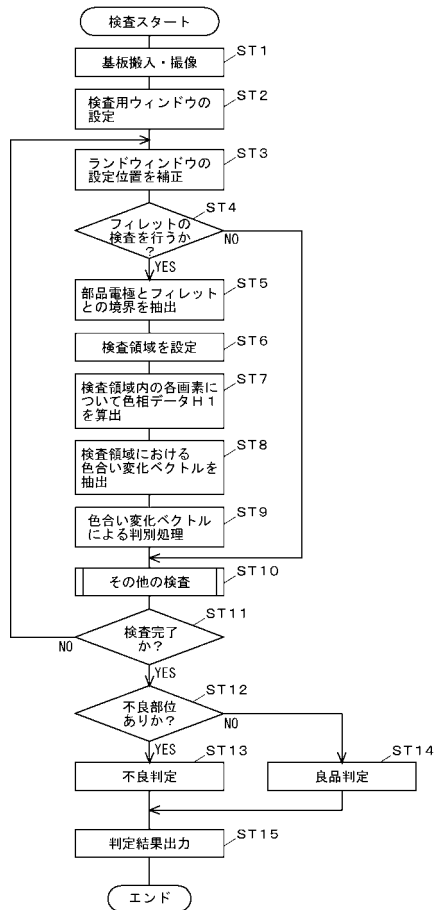 検査スタート
ST1
基板搬入・撮像
ST2
検査用ウィンドウの
設定
ST3
ランドウィンドウの
設定位置を補正
ST4
フィレットの
検査を行うか
?
NO
YES
ST5
部品電極とフィレット
との境界を抽出
ST6
検査領域を設定
ST7
検査領域内の各画素に
ついて色相データH1
を算出
ST8
検査領域における
色合い変化ベクトルを
抽出
ST9
色合い変化ベクトル
による判別処理
ST10
その他の検査
ST11
検査完了
か?
NO
YES
ST12
不良部位
ありか?
NO
YES
ST13
不良判定
ST14
良品判定
ST15
判定結果出力
エンド